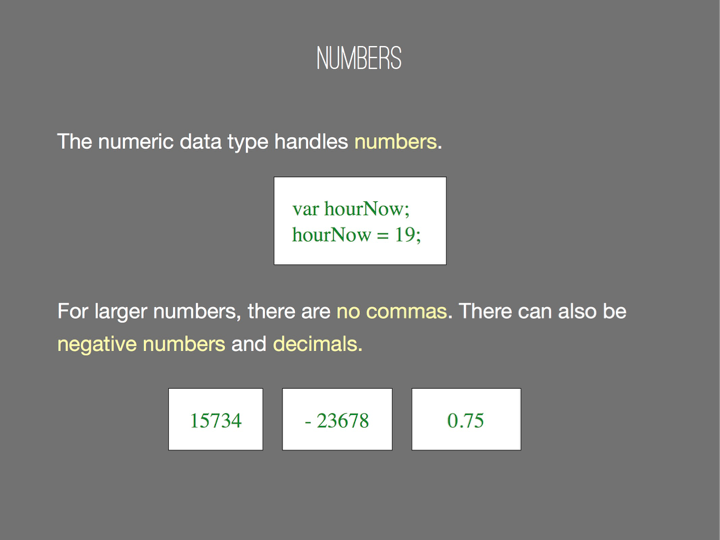 NUMBERS
The numeric data type handles numbers.
var hourNow;
hourNow = 19;
For larger numbers, there are no commas. There can also be
negative numbers and decimals.
15734
- 23678
0.75